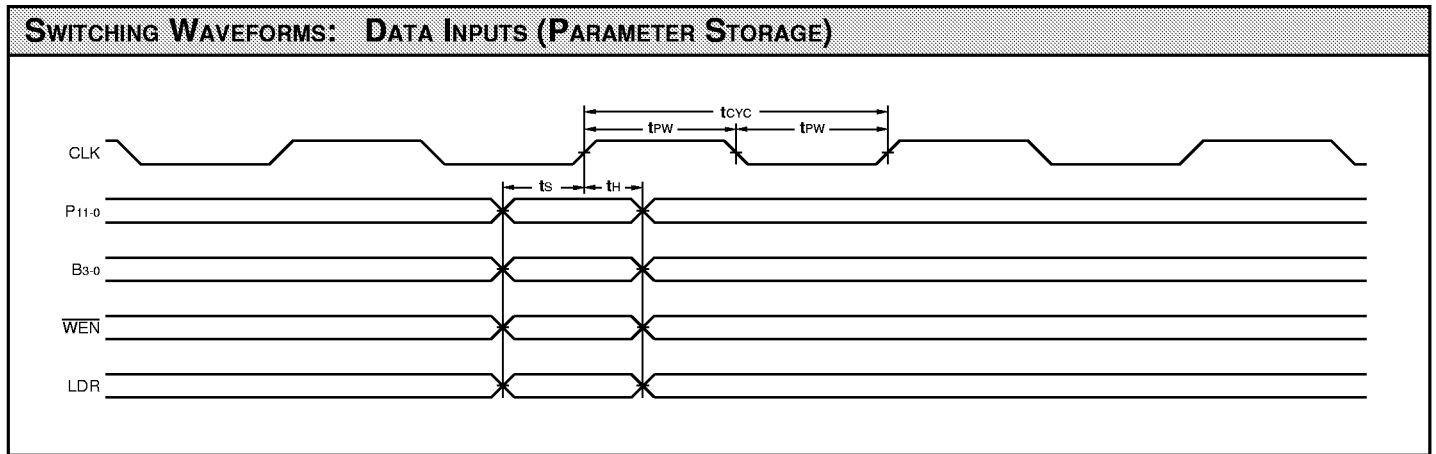 SWITCHING WAVEFORMS: DATA INPUTS (PARAMETER STORAGE)
tCYC
tPW tPW
CLK
tS tH
P11-0
B3-0
WEN
LDR